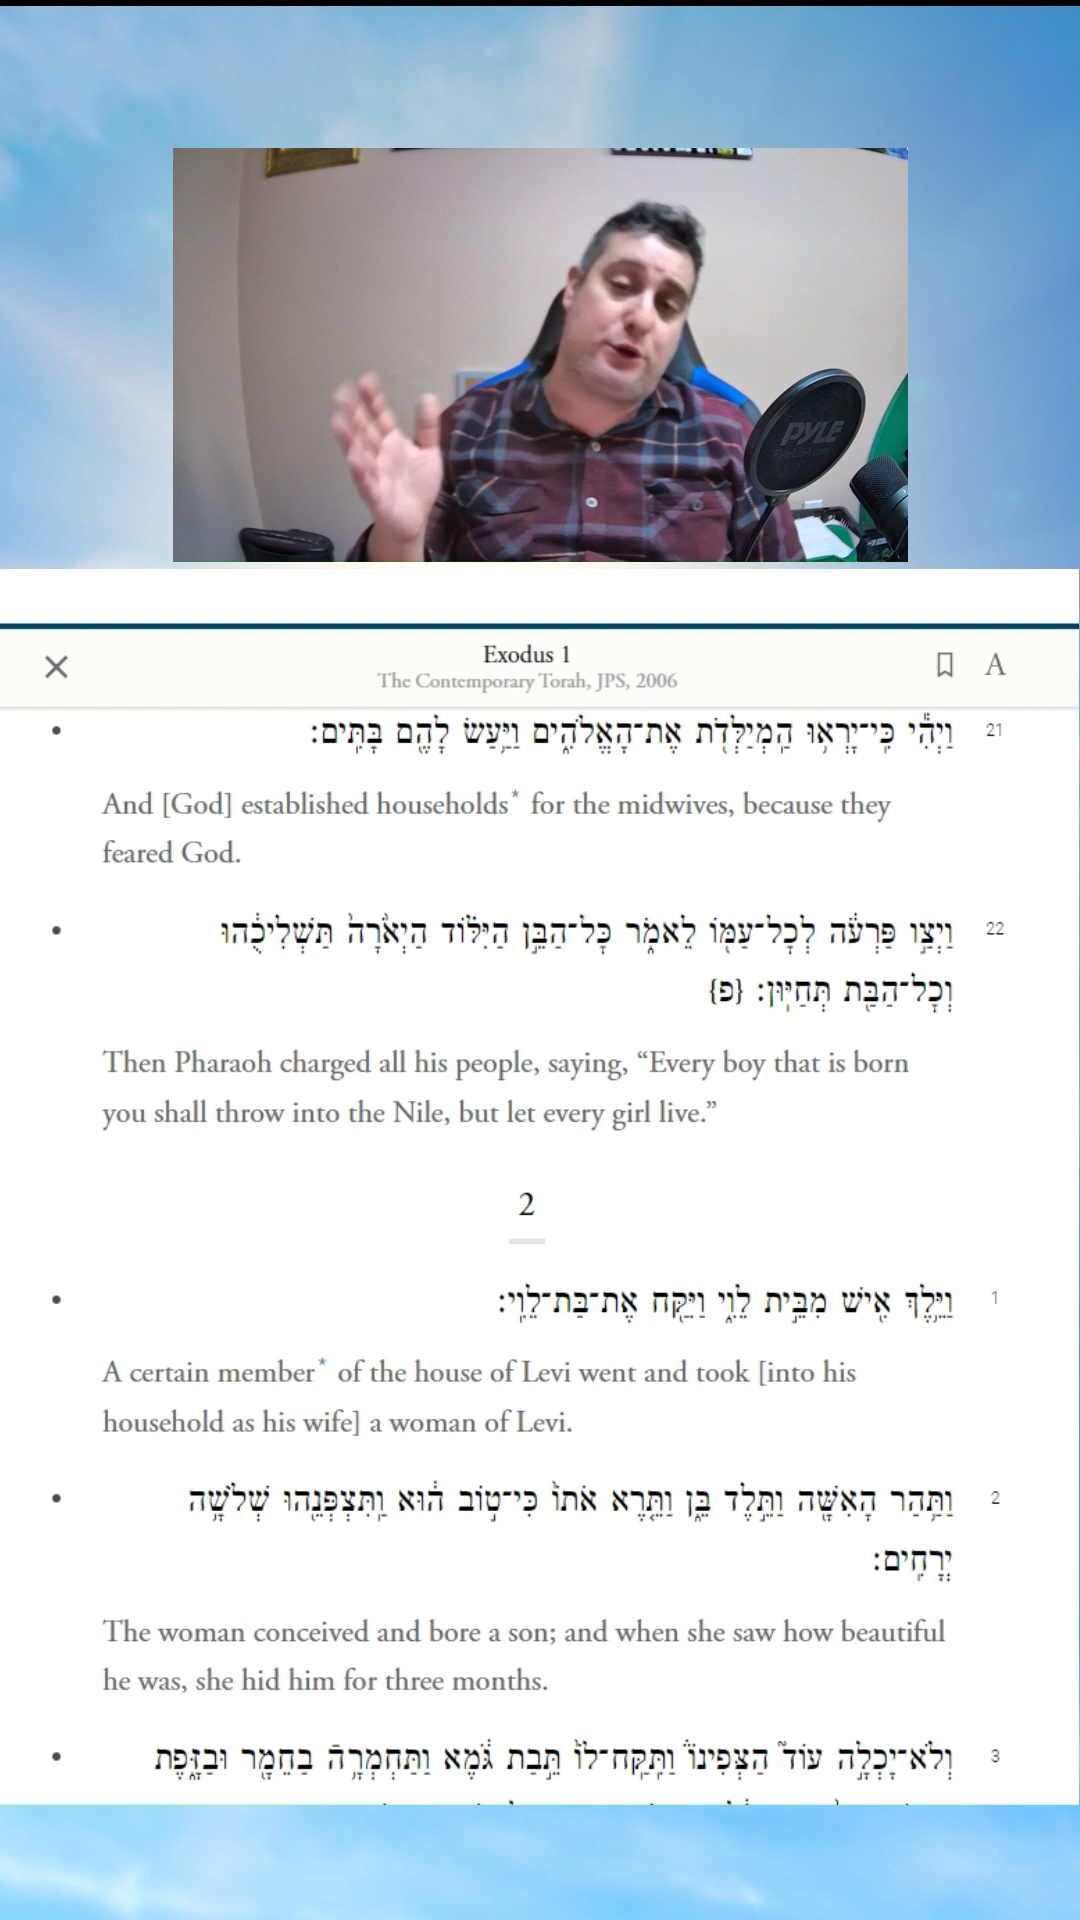 PYLE
Exodus 1
The Contemporary Torah, JPS, 2006
A
21
וַיְהִ֕י כִּֽי־יָֽרְא֥וּ הַֽמְיַלְּדֹ֖ת אֶת־הָאֱלֹהִ֑ים וַיַּ֥עַשׂ לָהֶ֖ם בָּתִּֽים׃
And [God] established households* for the midwives, because they
feared God.
22
וַיְצַ֣ו פַּרְעֹ֔ה לְכׇל־עַמּ֖וֹ לֵאמֹ֑ר כׇּל־הַבֵּ֣ן הַיִּלּ֗וֹד הַיְאֹ֙רָה֙ תַּשְׁלִיכֻ֔הוּ
וְכׇל־הַבַּ֖ת תְּחַיּֽוּן׃ {פ}
Then Pharaoh charged all his people, saying, “Every boy that is born
you shall throw into the Nile, but let every girl live.”
2
1
וַיֵּ֥לֶךְ אִ֖ישׁ מִבֵּ֣ית לֵוִ֑י וַיִּקַּ֖ח אֶת־בַּת־לֵוִֽי׃
A certain member* of the house of Levi went and took [into his
household as his wife] a woman of Levi.
2
וַתַּ֥הַר הָאִשָּׁ֖ה וַתֵּ֣לֶד בֵּ֑ן וַתֵּ֤רֶא אֹתוֹ֙ כִּי־ט֣וֹב ה֔וּא וַֽתִּצְפְּנֵ֖הוּ שְׁלֹשָׁ֥ה
יְרָחִֽים׃
The woman conceived and bore a son; and when she saw how beautiful
he was, she hid him for three months.
3
וְלֹא־יָכְלָ֣ה עוֹד֮ הַצְּפִינוֹ֒ וַתִּֽקַּֽח־לוֹ֙ תֵּ֣בַת גֹּ֔מֶא וַתַּחְמְרָ֥הֿ בַחֵמָ֖ר וּבַזָּ֑פֶת